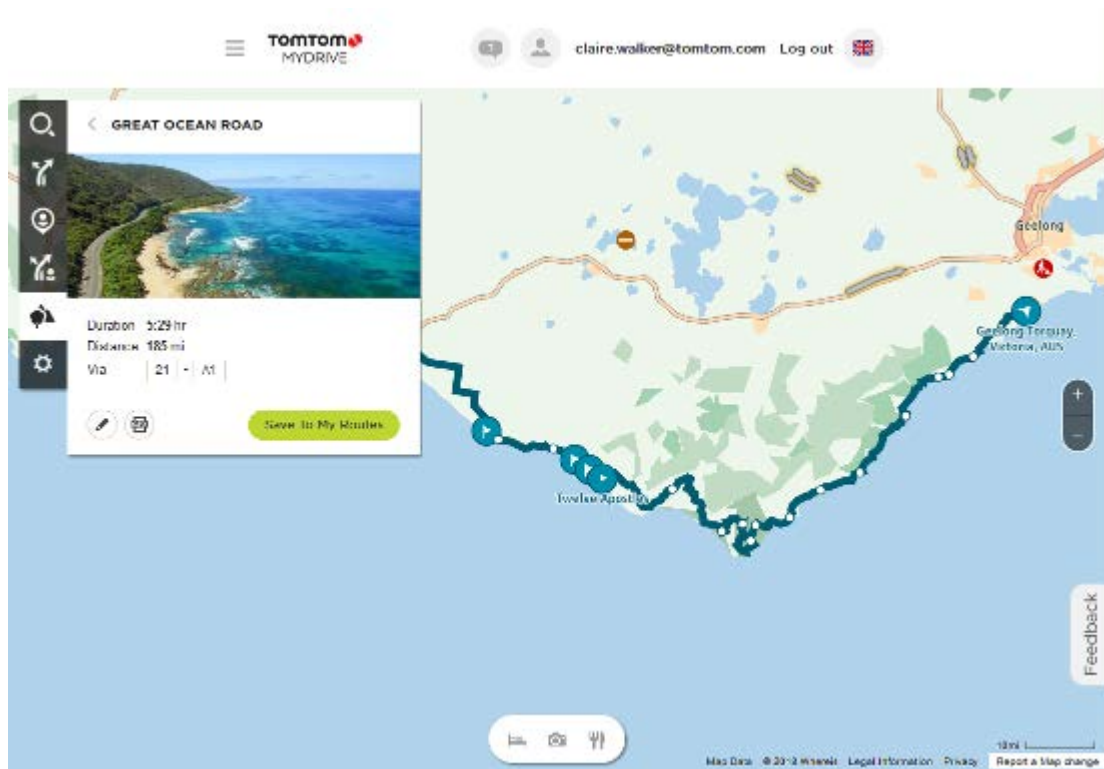 TOMTOM
MYDRIVE
claire.walker@tomtom.com Log out
GREAT OCEAN ROAD
Duration 5:29 hr
Distance 185 mi
Via 21 - A1
Save To My Routes
Geelong
Geelong Torquay,
Victoria, AUS
Twelve Apostles
+
-
Feedback
10mi
Map Data Whereis Legal Information Privacy Report a Map change